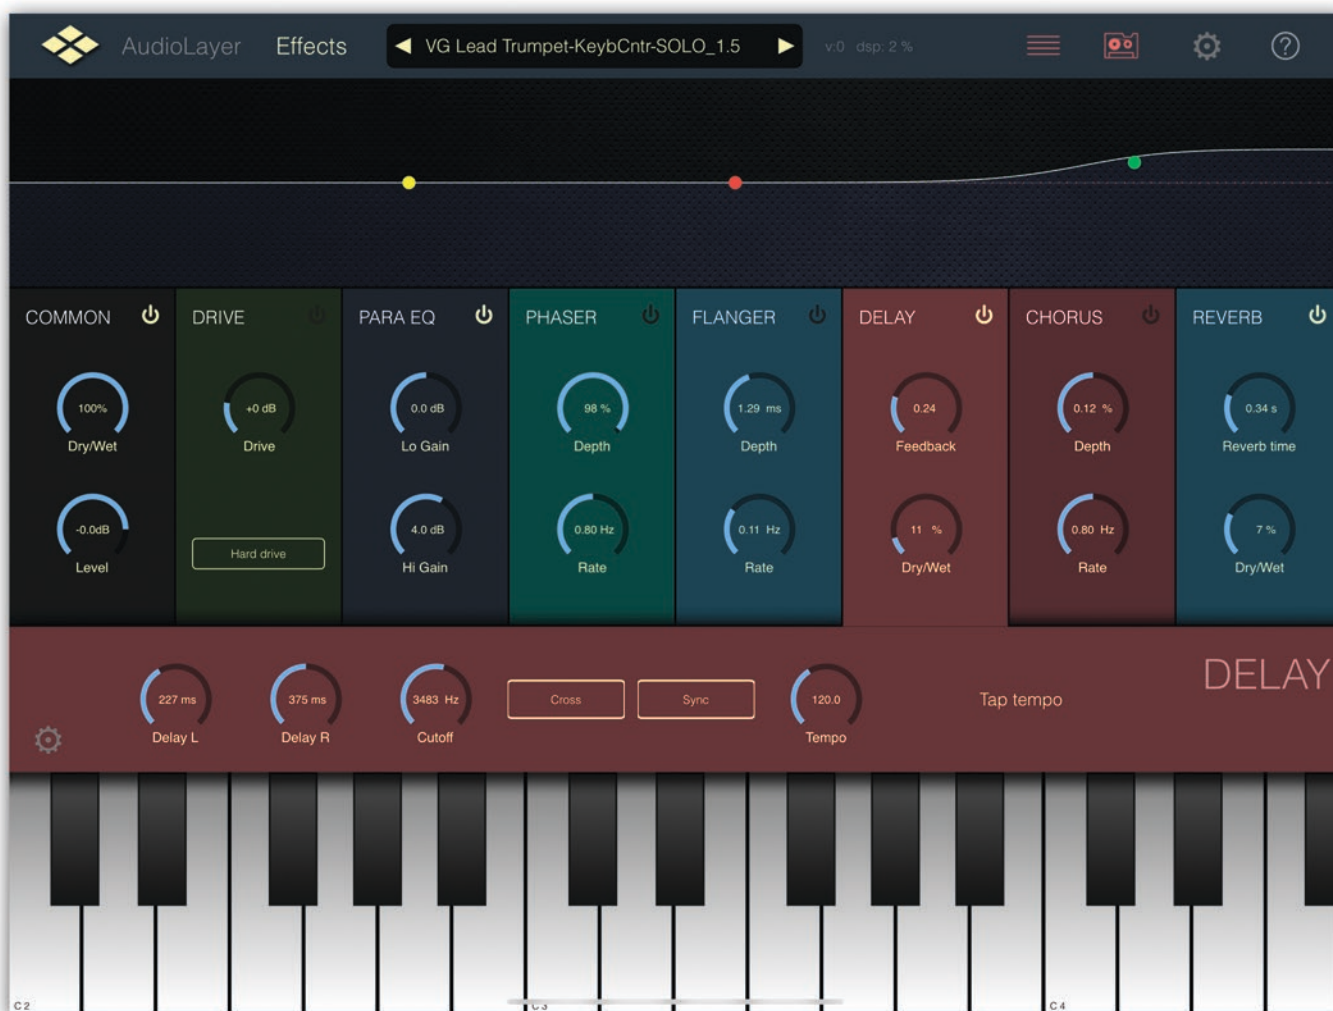 AudioLayer Effects VG Lead Trumpet-KeybCntr-SOLO_1.5 v:0 dsp: 2 % ?
COMMON DRIVE PARA EQ PHASER FLANGER DELAY CHORUS REVERB
100% +0 dB 0.0 dB 98 % 1.29 ms 0.24 0.12 % 0.34 s
Dry/Wet Drive Lo Gain Depth Depth Feedback Depth Reverb time
-0.0dB 4.0 dB 0.80 Hz 0.11 Hz 11 % 0.80 Hz 7 %
Hard drive
Level Hi Gain Rate Rate Dry/Wet Rate Dry/Wet
DELAY
227 ms 375 ms 3483 Hz Cross Sync 120.0 Tap tempo
Delay L Delay R Cutoff Tempo
C2 C3 C4